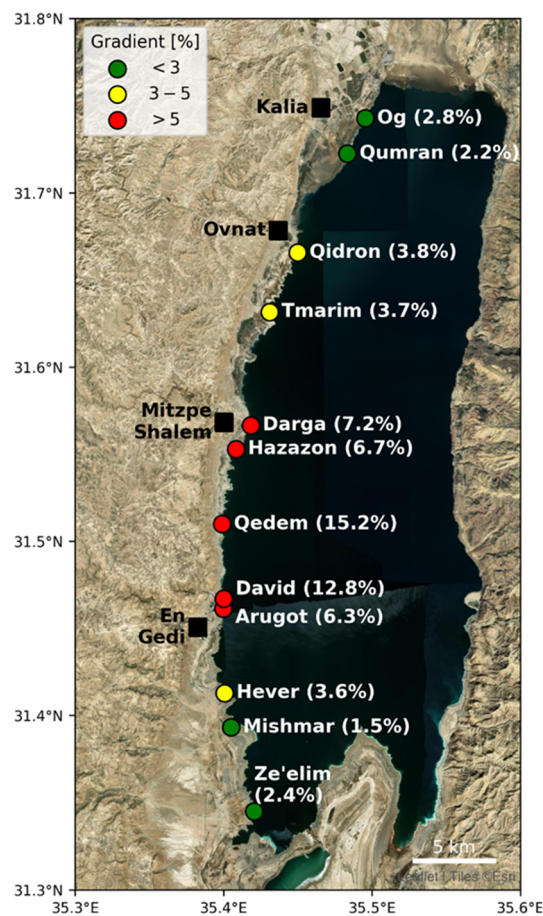 31.8°N
Gradient [%]
< 3
3 − 5
> 5
Kalia
Og (2.8%)
Qumran (2.2%)
31.7°N
Ovnat
Qidron (3.8%)
Tmarim (3.7%)
31.6°N
Mitzpe
Shalem
Darga (7.2%)
Hazazon (6.7%)
Qedem (15.2%)
31.5°N
David (12.8%)
En
Gedi
Arugot (6.3%)
Hever (3.6%)
31.4°N
Mishmar (1.5%)
Ze'elim
(2.4%)
5 km
Leaflet | Tiles ©Esri
31.3°N
35.3°E
35.4°E
35.5°E
35.6°E